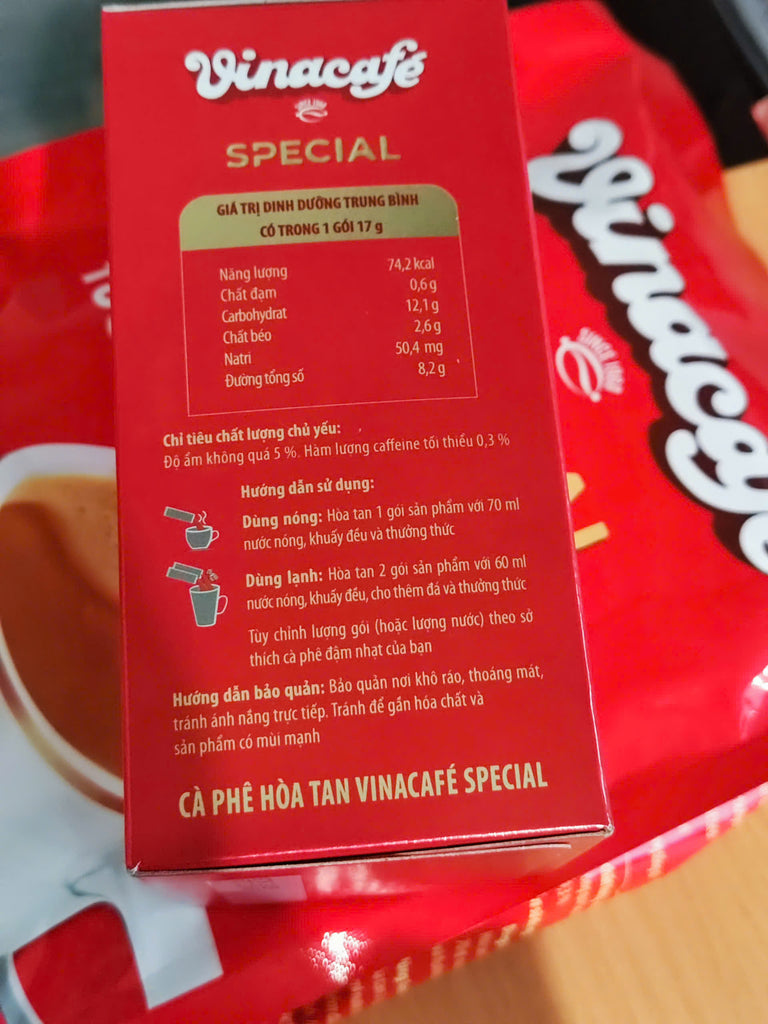 Vinacafé
SINCE 1968
SPECIAL
GIÁ TRỊ DINH DƯỠNG TRUNG BÌNH
CÓ TRONG 1 GÓI 17 g
Năng lượng 74,2 kcal
Chất đạm 0,6 g
Carbohydrat 12,1 g
Chất béo 2,6 g
Natri 50,4 mg
Đường tổng số 8,2 g
Chỉ tiêu chất lượng chủ yếu:
Độ ẩm không quá 5 %. Hàm lượng caffeine tối thiểu 0,3 %
Hướng dẫn sử dụng:
Dùng nóng: Hòa tan 1 gói sản phẩm với 70 ml
nước nóng, khuấy đều và thưởng thức
Dùng lạnh: Hòa tan 2 gói sản phẩm với 60 ml
nước nóng, khuấy đều, cho thêm đá và thưởng thức
Tùy chỉnh lượng gói (hoặc lượng nước) theo sở
thích cà phê đậm nhạt của bạn
Hướng dẫn bảo quản: Bảo quản nơi khô ráo, thoáng mát,
tránh ánh nắng trực tiếp. Tránh để gần hóa chất và
sản phẩm có mùi mạnh
CÀ PHÊ HÒA TAN VINACAFÉ SPECIAL
Vinacafé
SINCE 1968